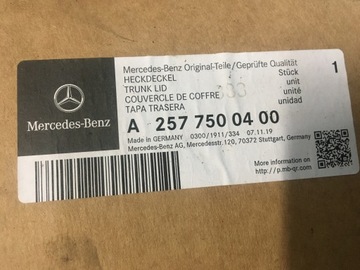 Mercedes-Benz Original-Teile/Geprüfte Qualität
HECKDECKEL Stück 1
TRUNK LID unit
COUVERCLE DE COFFRE unité
TAPA TRASERA unidad
Mercedes-Benz
A 257 750 04 00
Made in GERMANY 0300/1911/334 07.11.19
Mercedes-Benz AG, Mercedesstr.120, 70372 Stuttgart, Germany
More information on
http://p.mb-qr.com